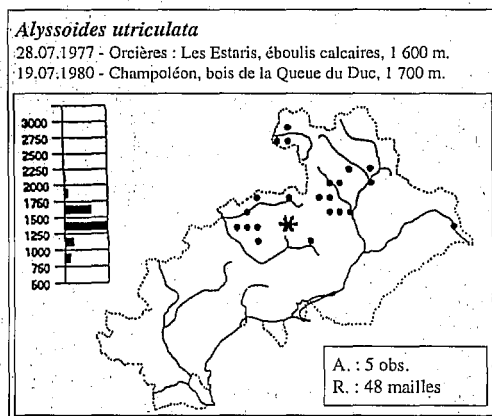 Alyssoides utriculata
28.07.1977 - Orcières : Les Estaris, éboulis calcaires, 1 600 m.
19.07.1980 - Champoléon, bois de la Queue du Duc, 1 700 m.
3000
2750
2500
2250
2000
1750
1500
1250
1000
750
500
A. : 5 obs.
R. : 48 mailles